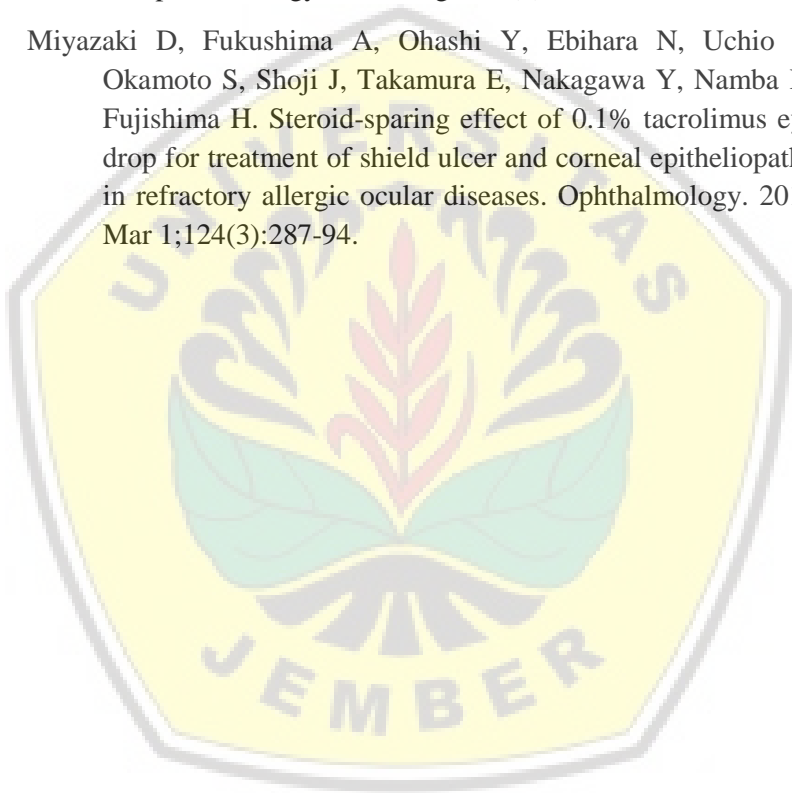 Miyazaki D, Fukushima A, Ohashi Y, Ebihara N, Uchio
Okamoto S, Shoji J, Takamura E, Nakagawa Y, Namba
Fujishima H. Steroid-sparing effect of 0.1% tacrolimus
drop for treatment of shield ulcer and corneal epitheliopath
in refractory allergic ocular diseases. Ophthalmology. 20
Mar 1;124(3):287-94.
UNIVERSITAS
JEMBER